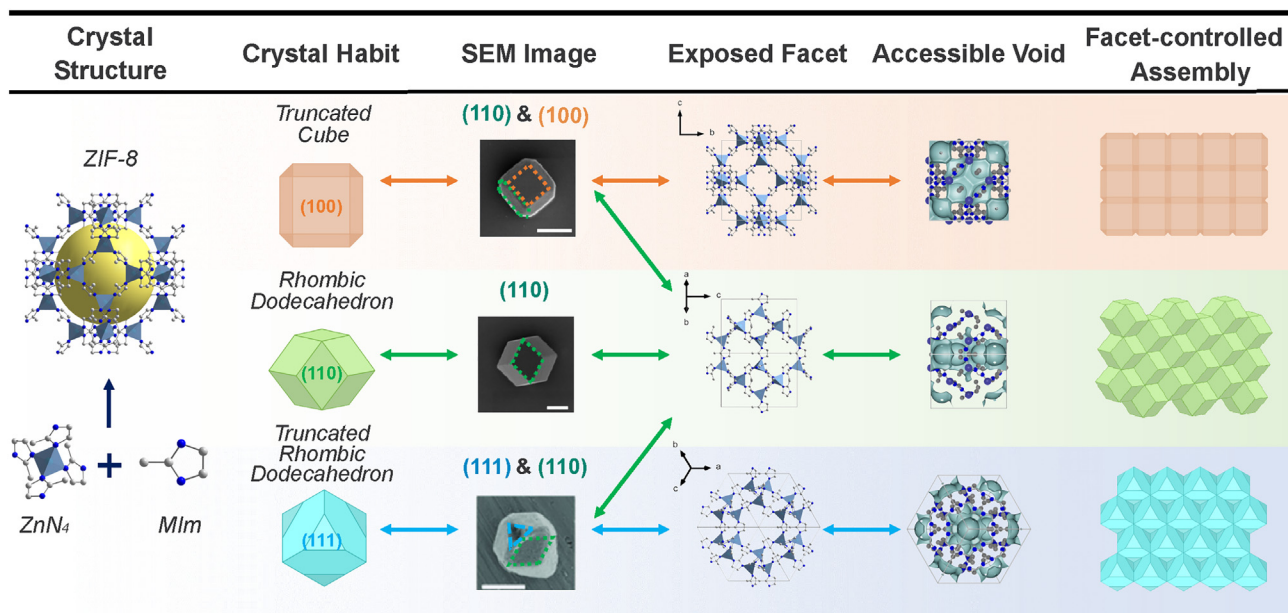 Crystal
Structure
Crystal Habit
SEM Image
Exposed Facet
Accessible Void
Facet-controlled
Assembly
ZIF-8
ZnN4
MIm
Truncated
Cube
(100)
(110) & (100)
c
b
Rhombic
Dodecahedron
(110)
(110)
a
c
b
Truncated
Rhombic
Dodecahedron
(111)
(111) & (110)
b
a
c